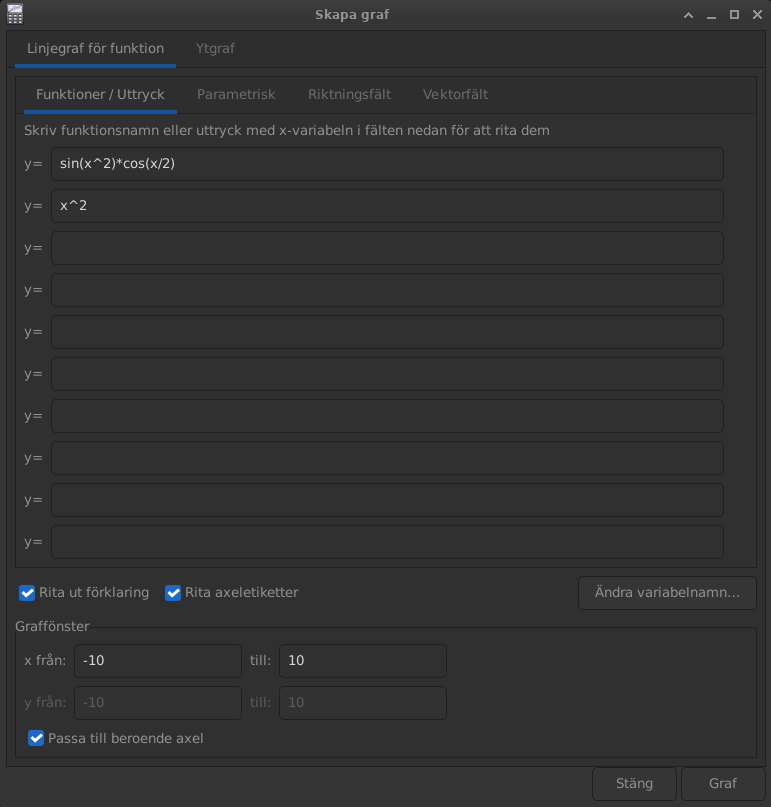 Skapa graf
Linjegraf för funktion Ytgraf
Funktioner / Uttryck Parametrisk Riktningsfält Vektorfält
Skriv funktionsnamn eller uttryck med x-variabeln i fälten nedan för att rita dem
y= sin(x^2)*cos(x/2)
y= x^2
y=
y=
y=
y=
y=
y=
y=
y=
Rita ut förklaring Rita axeletiketter Ändra variabelnamn...
Graffönster
x från: -10 till: 10
y från: -10 till: 10
Passa till beroende axel
Stäng Graf